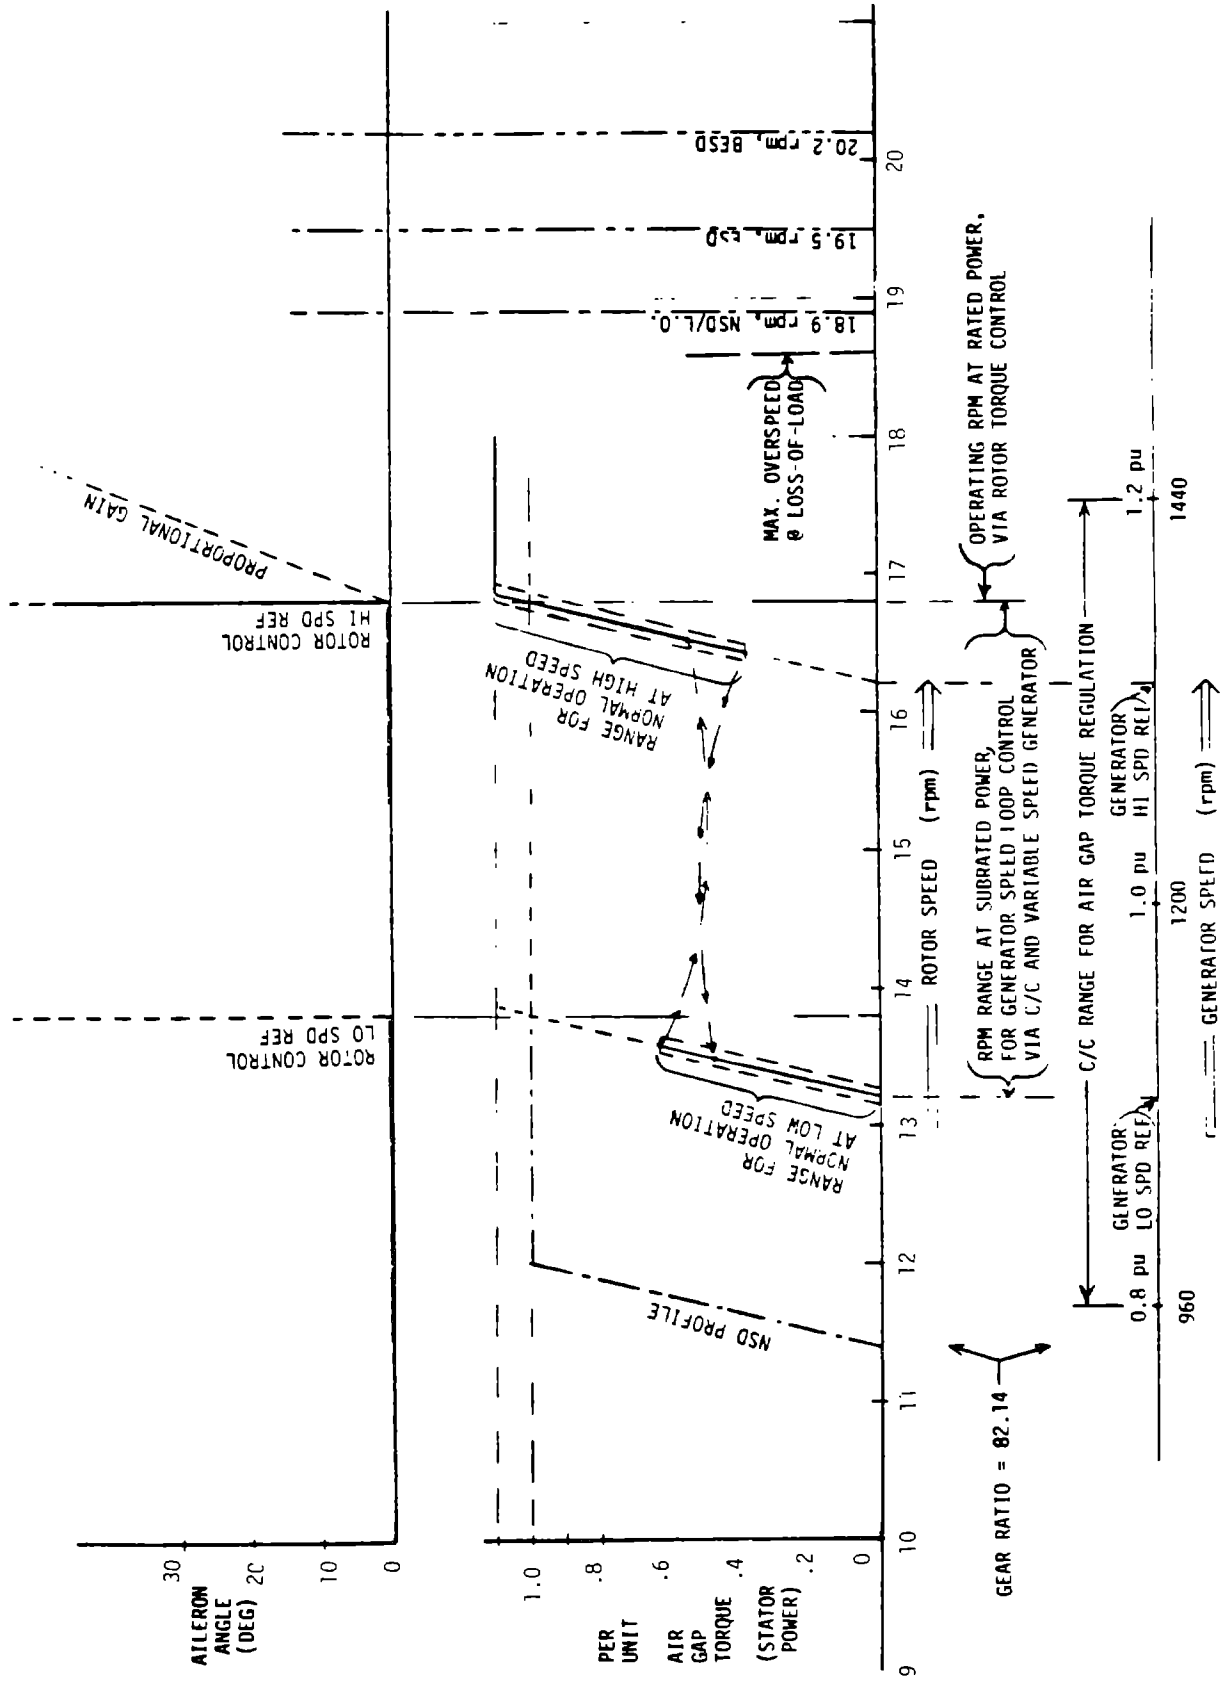 AILERON
ANGLE
(DEG)
30
20
10
0
ROTOR CONTROL
LO SPD REF
ROTOR CONTROL
HI SPD REF
PROPORTIONAL GAIN
PER
UNIT
AIR
GAP
TORQUE
(STATOR
POWER)
1.0
.8
.6
.4
0
NSD PROFILE
RANGE FOR
NORMAL OPERATION
AT LOW SPEED
RANGE FOR
NORMAL OPERATION
AT HIGH SPEED
MAX. OVERSPEED
@ LOSS-OF-LOAD
18.9 rpm, NSD/L.O.
19.5 rpm, ESD
20.2 rpm, BESD
9
10
11
12
13
14
15
16
17
18
19
20
ROTOR SPEED (rpm)
GEAR RATIO = 82.14
RPM RANGE AT SUBRATED POWER,
FOR GENERATOR SPEED LOOP CONTROL
VIA C/C AND VARIABLE SPEED GENERATOR
OPERATING RPM AT RATED POWER,
VIA ROTOR TORQUE CONTROL
C/C RANGE FOR AIR GAP TORQUE REGULATION
GENERATOR
0.8 pu LO SPD REF
GENERATOR
1.0 pu HI SPD REF
1.2 pu
960
1200
1440
GENERATOR SPEED (rpm)